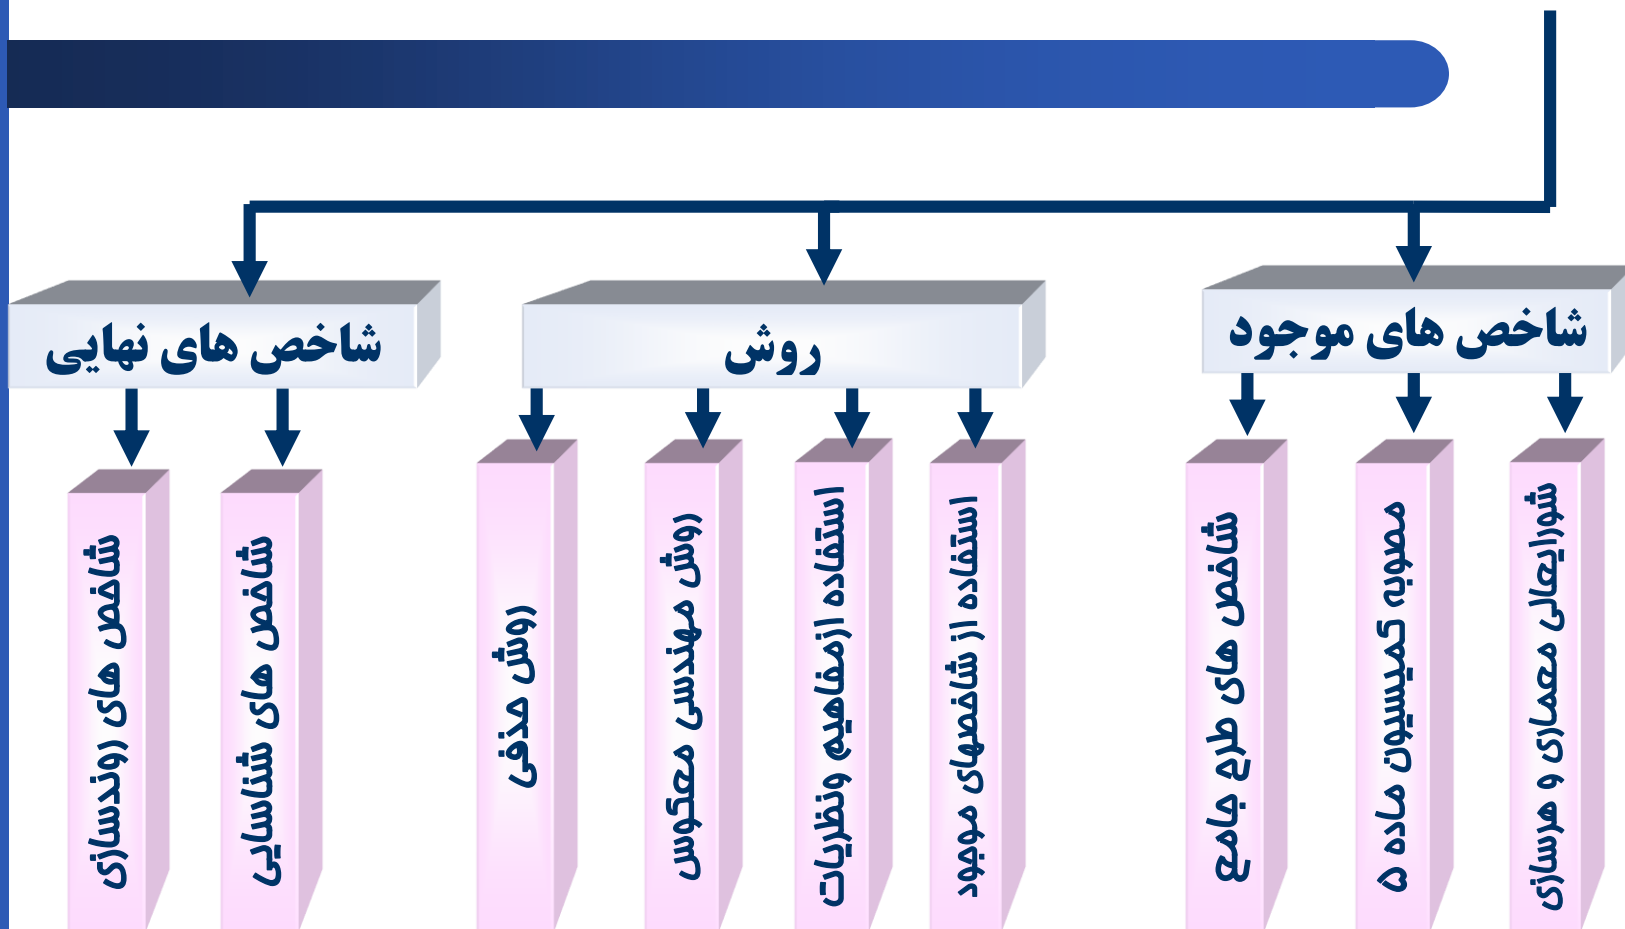 شاخص های موجود
روش
شاخص های نهایی
شورایعالی معماری و هرسازی
مصوبه کمیسیون ماده ۵
شاخص های طرح جامع
استفاده از شاخصهای موجود
استفاده ازمفاهیم ونظریات
روش مهندسی معکوس
روش حذفی
شاخص های شناسایی
شاخص های روندسازی